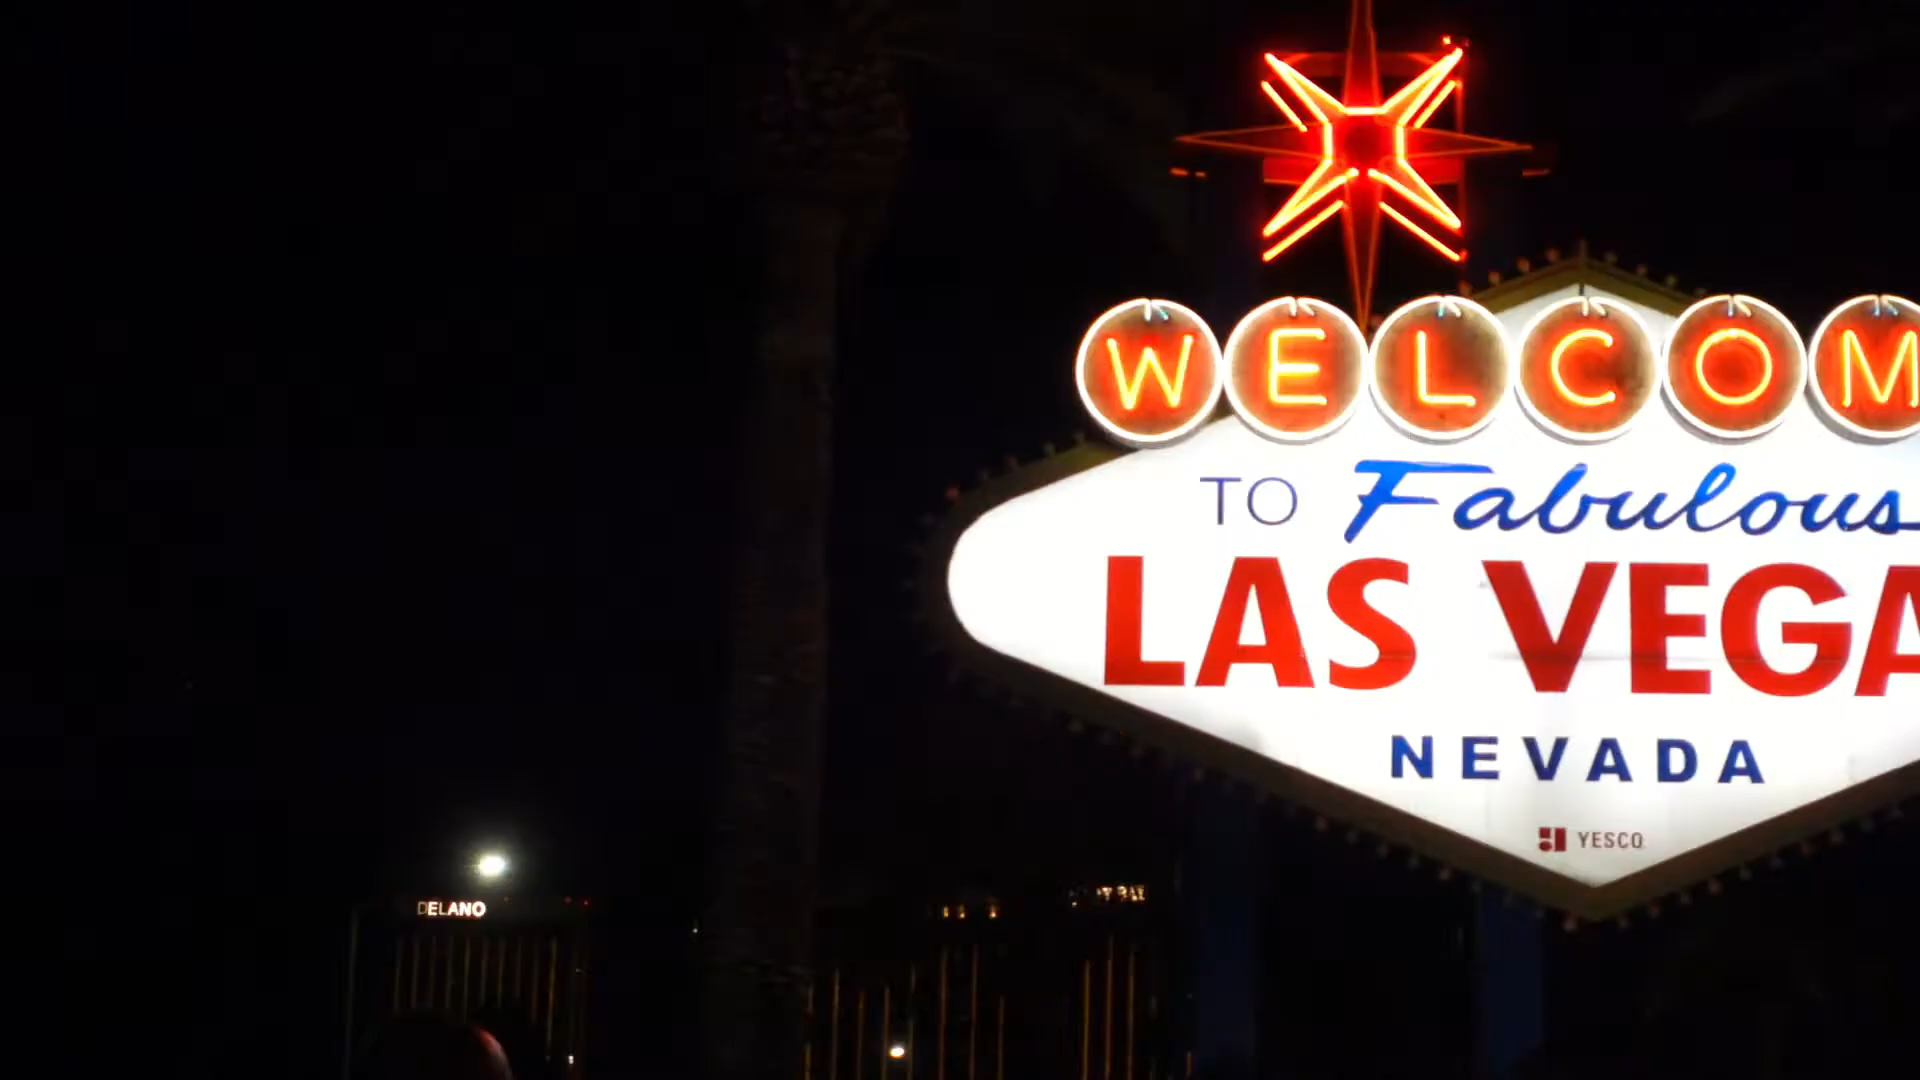 WELCOM
TO Fabulous
LAS VEGA
NEVADA
YESCO
DELANO